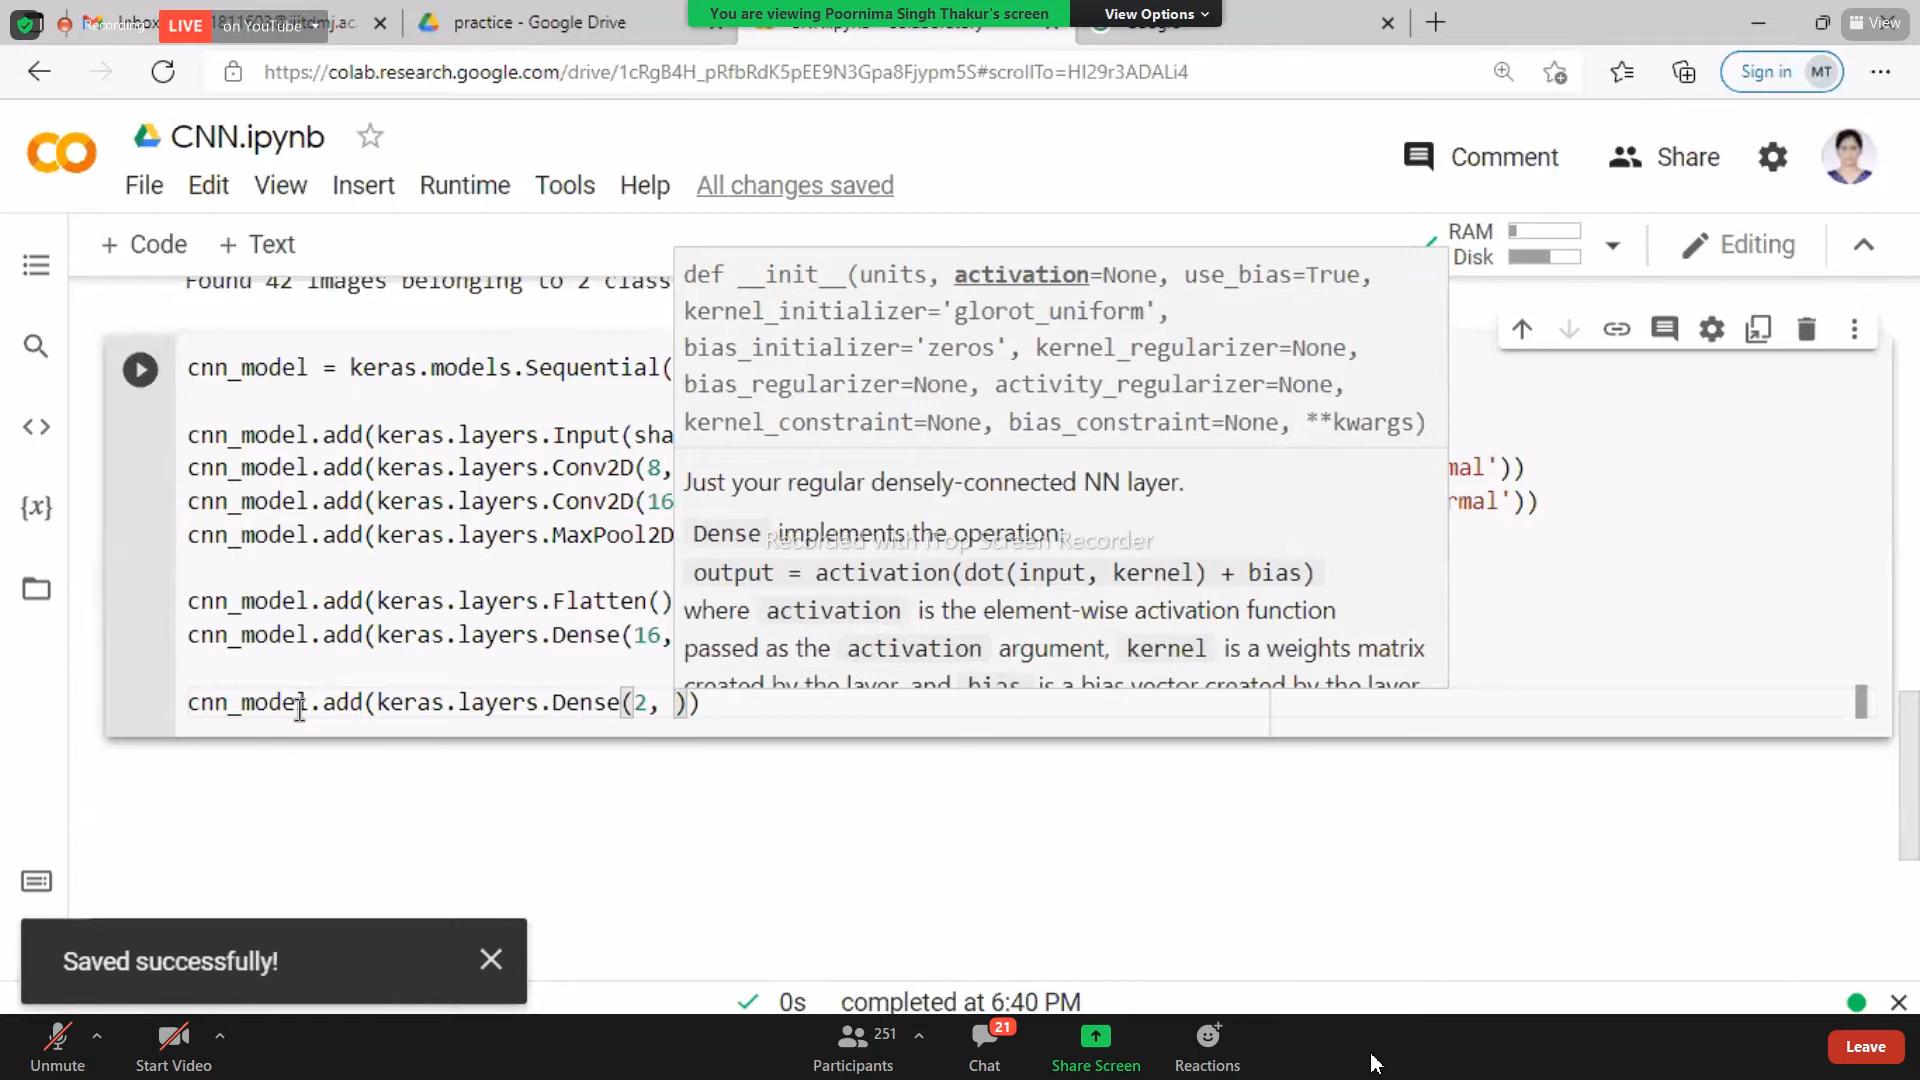 Recording
LIVE
on YouTube
practice - Google Drive
You are viewing Poornima Singh Thakur's screen
View Options
View
https://colab.research.google.com/drive/1cRgB4H_pRfbRdK5pEE9N3Gpa8Fjypm5S#scrollTo=HI29r3ADALi4
Sign in
MT
CNN.ipynb
Comment
Share
File Edit View Insert Runtime Tools Help All changes saved
+ Code + Text
RAM
Disk
Editing
Found 42 images belonging to 2 class
def __init__(units, activation=None, use_bias=True,
kernel_initializer='glorot_uniform',
bias_initializer='zeros', kernel_regularizer=None,
bias_regularizer=None, activity_regularizer=None,
kernel_constraint=None, bias_constraint=None, **kwargs)
Just your regular densely-connected NN layer.
Dense implements the operation:
output = activation(dot(input, kernel) + bias)
where activation is the element-wise activation function
passed as the activation argument, kernel is a weights matrix
created by the layer, and bias is a bias vector created by the layer
Recorded with iTop Screen Recorder
cnn_model = keras.models.Sequential(
cnn_model.add(keras.layers.Input(sha
cnn_model.add(keras.layers.Conv2D(8, mal'))
cnn_model.add(keras.layers.Conv2D(16 rmal'))
cnn_model.add(keras.layers.MaxPool2D
cnn_model.add(keras.layers.Flatten()
cnn_model.add(keras.layers.Dense(16,
cnn_model.add(keras.layers.Dense(2, ))
Saved successfully!
0s completed at 6:40 PM
Unmute
Start Video
251
Participants
21
Chat
Share Screen
Reactions
Leave